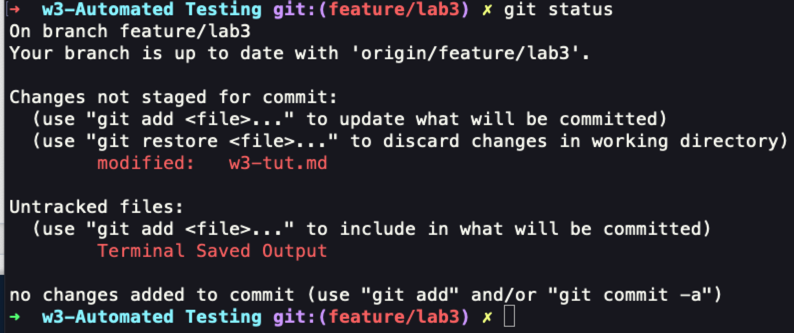 → w3-Automated Testing git:(feature/lab3) ✗ git status
On branch feature/lab3
Your branch is up to date with 'origin/feature/lab3'.
Changes not staged for commit:
(use "git add <file>..." to update what will be committed)
(use "git restore <file>..." to discard changes in working directory)
modified: w3-tut.md
Untracked files:
(use "git add <file>..." to include in what will be committed)
Terminal Saved Output
no changes added to commit (use "git add" and/or "git commit -a")
→ w3-Automated Testing git:(feature/lab3) ✗